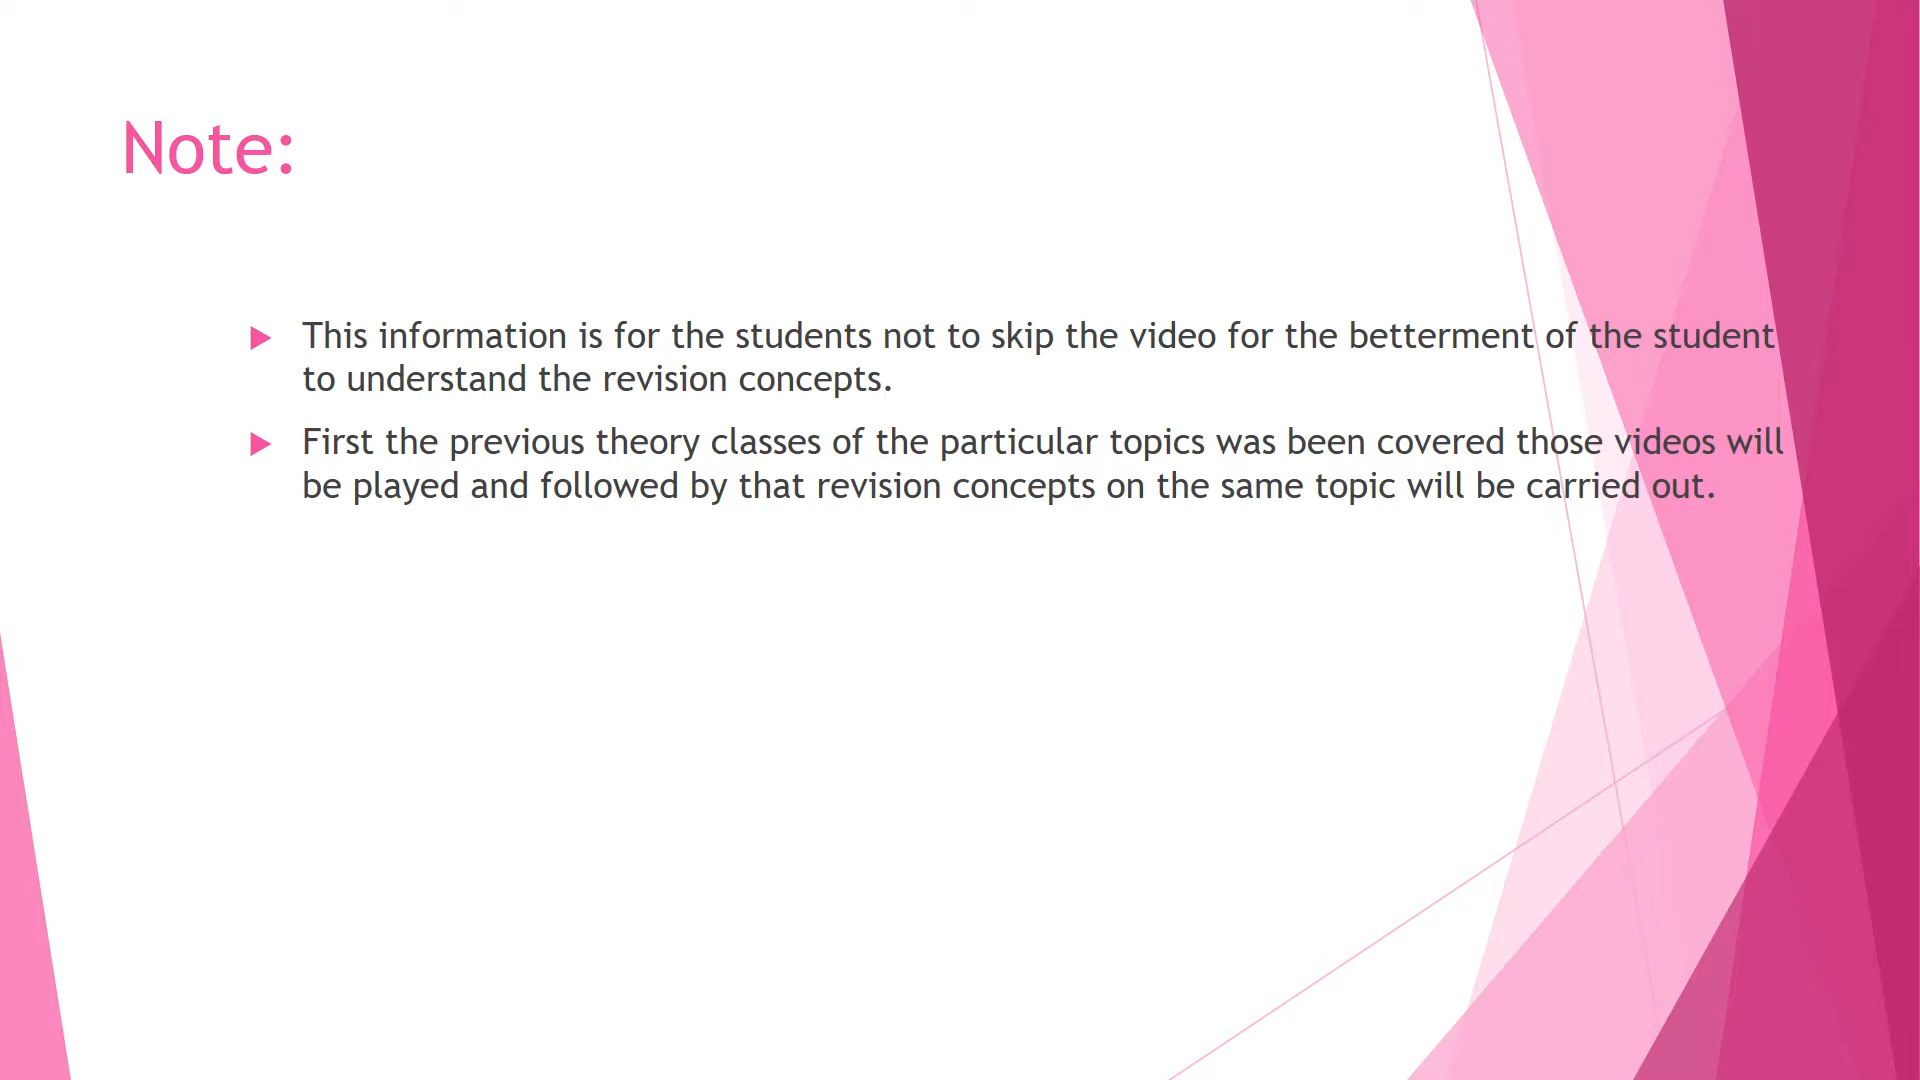 Note:
This information is for the students not to skip the video for the betterment of the student
to understand the revision concepts.
First the previous theory classes of the particular topics was been covered those videos will
be played and followed by that revision concepts on the same topic will be carried out.